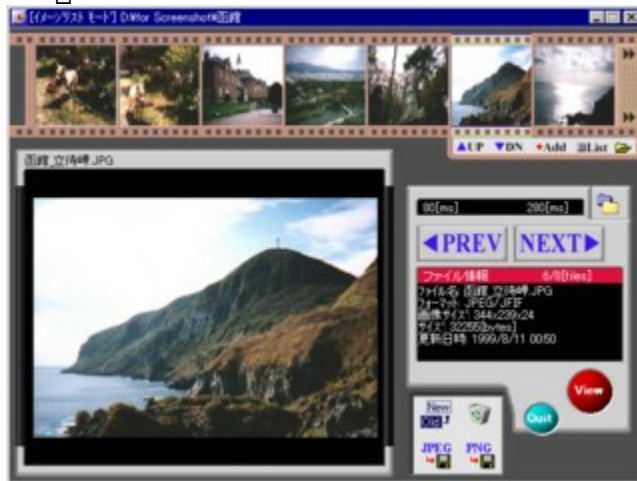 [イメージリスト モード] D:¥for Screenshot¥函館
▲UP ▼DN +Add List
函館_立待岬.JPG
80[ms] 280[ms]
◀PREV NEXT▶
ファイル情報 6/8[files]
ファイル名: 函館_立待岬.JPG
フォーマット: JPEG/JFIF
画像サイズ: 344x239x24
サイズ: 32255[bytes]
更新日時: 1999/8/11 00:50
View
Quit
New
Old
JPEG PNG